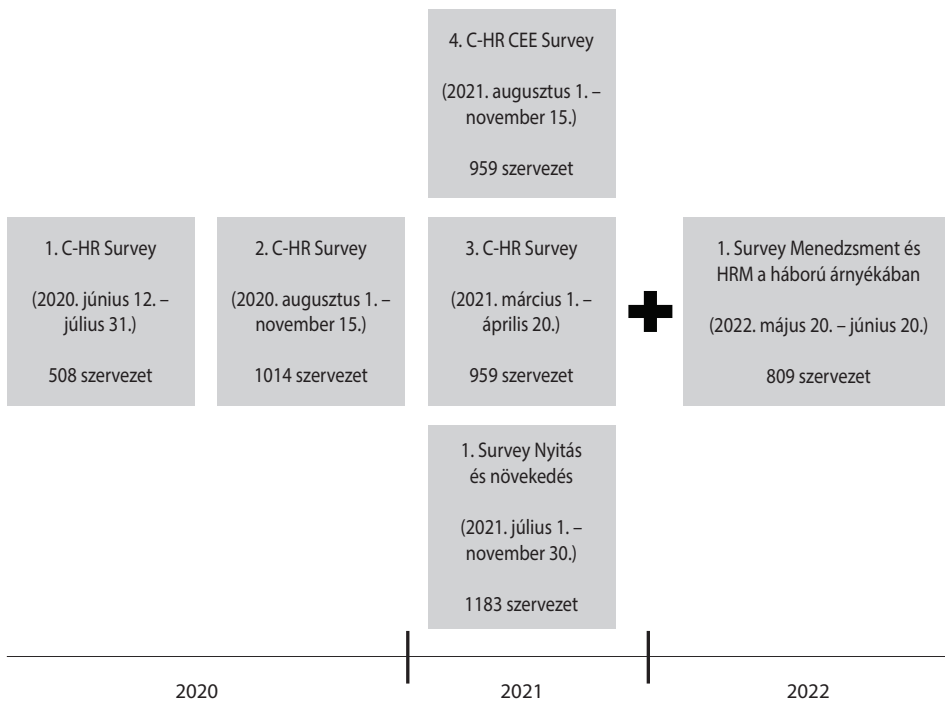 4. C-HR CEE Survey
(2021. augusztus 1. –
november 15.)
959 szervezet
1. C-HR Survey
(2020. június 12. –
július 31.)
508 szervezet
2. C-HR Survey
(2020. augusztus 1. –
november 15.)
1014 szervezet
3. C-HR Survey
(2021. március 1. –
április 20.)
959 szervezet
1. Survey Menedzsment és
HRM a háború árnyékában
(2022. május 20. – június 20.)
809 szervezet
1. Survey Nyitás
és növekedés
(2021. július 1. –
november 30.)
1183 szervezet
2020
2021
2022